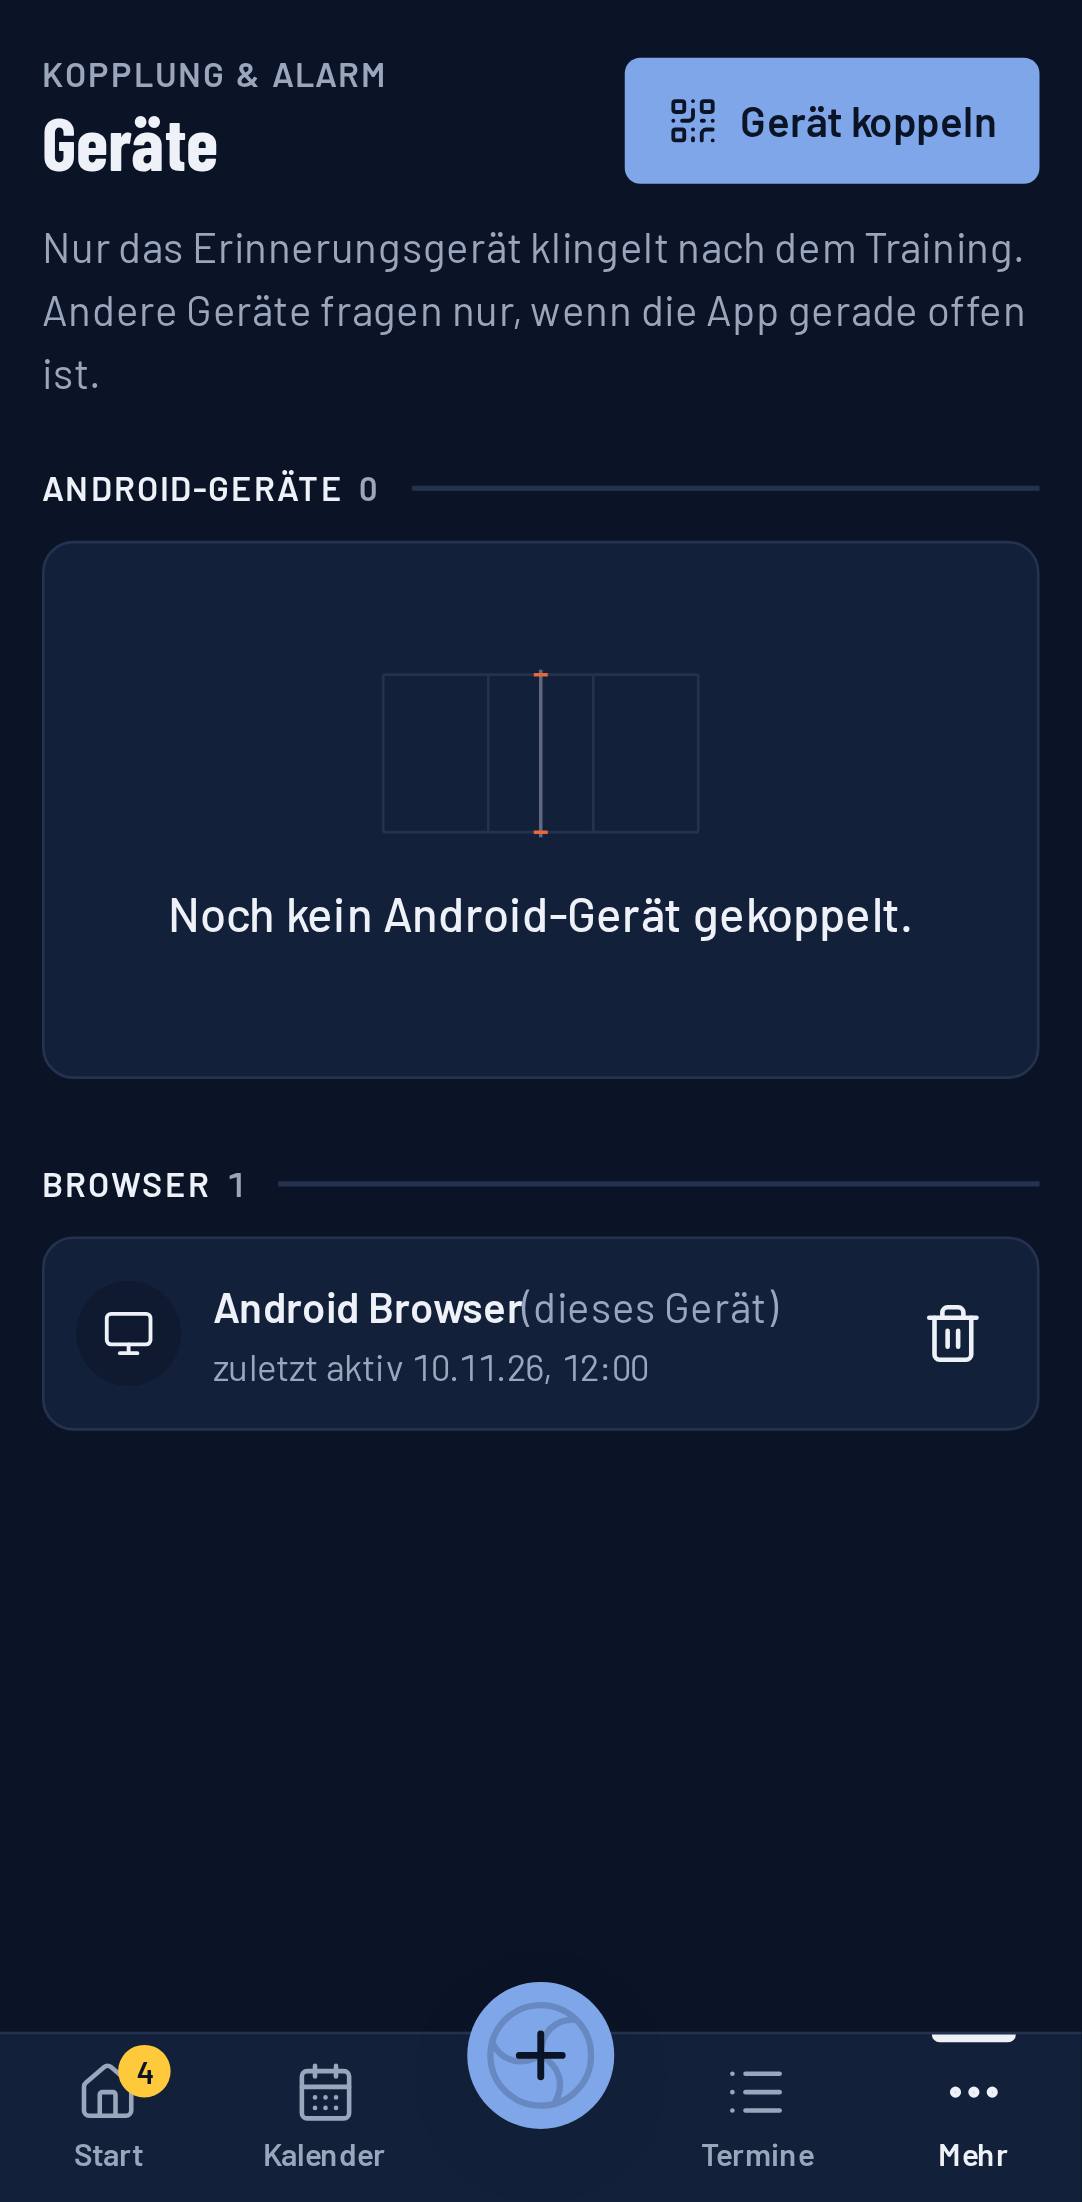 KOPPLUNG & ALARM
Geräte
Gerät koppeln
Nur das Erinnerungsgerät klingelt nach dem Training.
Andere Geräte fragen nur, wenn die App gerade offen
ist.
ANDROID-GERÄTE 0
Noch kein Android-Gerät gekoppelt.
BROWSER 1
Android Browser(dieses Gerät)
zuletzt aktiv 10.11.26, 12:00
4
Start
Kalender
Termine
Mehr